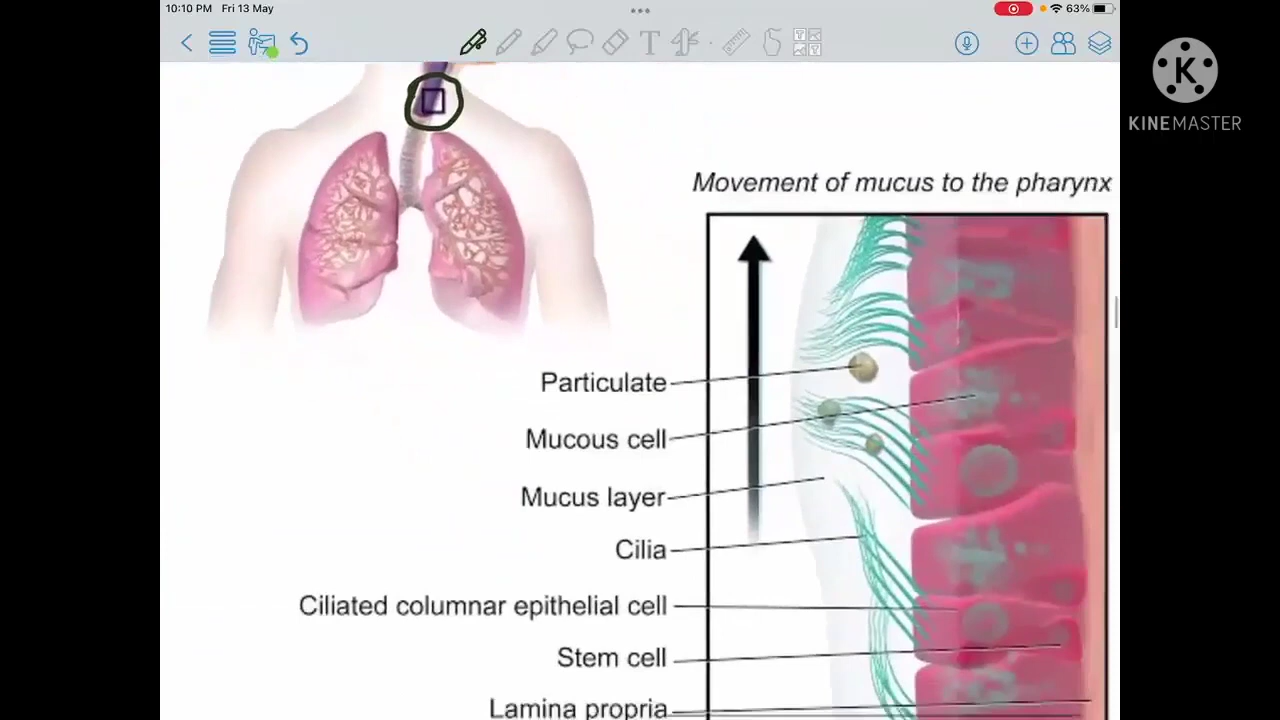 10:10 PM Fri 13 May
63%
K
KINEMASTER
Movement of mucus to the pharynx
Particulate
Mucous cell
Mucus layer
Cilia
Ciliated columnar epithelial cell
Stem cell
Lamina propria